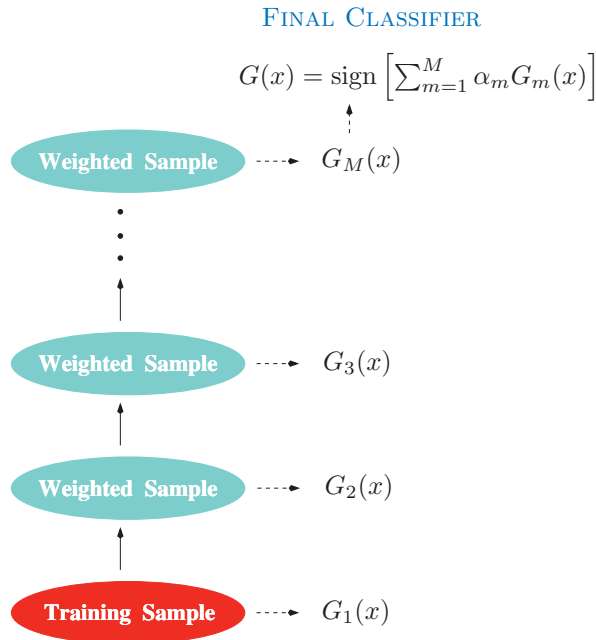 FINAL CLASSIFIER
G(x) = sign [∑_{m=1}^{M} α_m G_m(x)]
Weighted Sample G_M(x)
Weighted Sample G_3(x)
Weighted Sample G_2(x)
Training Sample G_1(x)